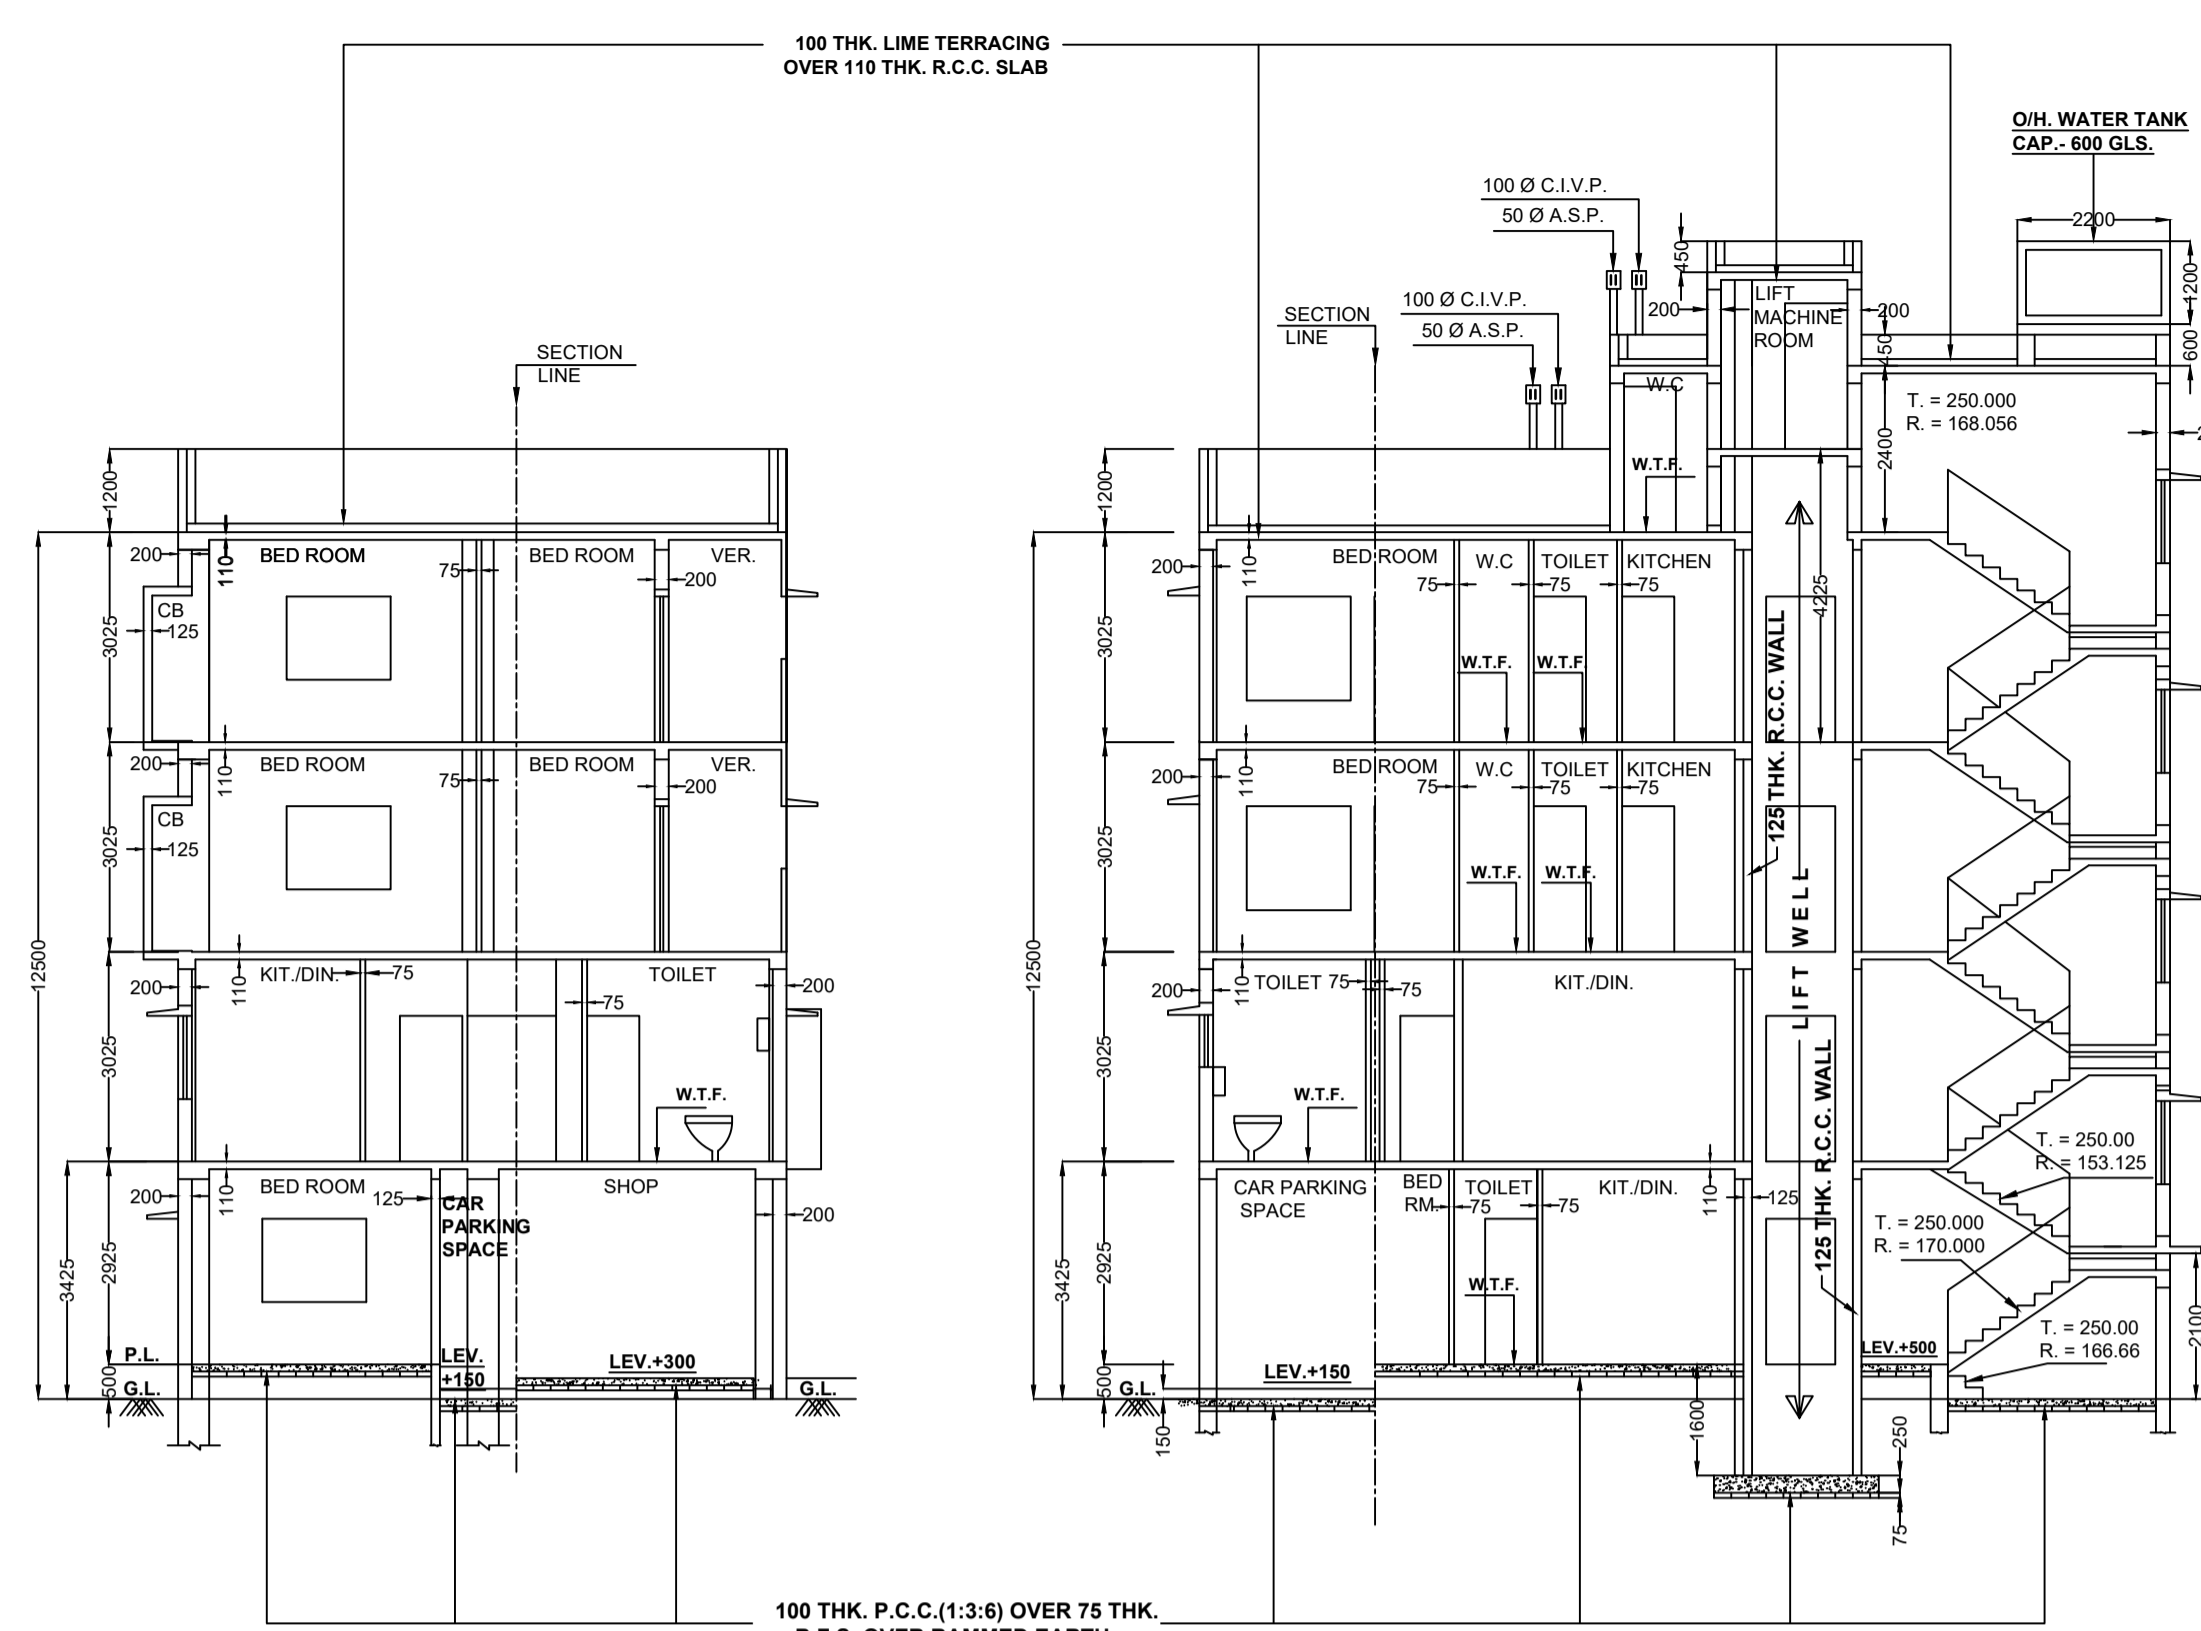 100 THK. LIME TERRACING
OVER 110 THK. R.C.C. SLAB
O/H. WATER TANK
CAP.- 600 GLS.
2200
1200
600
100 Ø C.I.V.P.
50 Ø A.S.P.
450
200
LIFT
MACHINE
ROOM
200
450
100 Ø C.I.V.P.
50 Ø A.S.P.
SECTION
LINE
SECTION
LINE
W.C
T. = 250.000
R. = 168.056
2400
W.T.F.
1200
1200
200
110
BED ROOM
75
BED ROOM
VER.
200
CB
125
3025
200
110
BED ROOM
W.C
TOILET
KITCHEN
75
75
75
3025
4225
W.T.F.
W.T.F.
125 THK. R.C.C. WALL
200
110
BED ROOM
75
BED ROOM
VER.
200
CB
125
3025
200
110
BED ROOM
W.C
TOILET
KITCHEN
75
75
75
3025
W.T.F.
W.T.F.
LIFT WELL
12500
200
110
KIT./DIN.
75
75
TOILET
200
3025
W.T.F.
12500
200
110
TOILET
75
75
KIT./DIN.
3025
W.T.F.
125 THK. R.C.C. WALL
T. = 250.00
R. = 153.125
200
110
BED ROOM
125
CAR
PARKING
SPACE
SHOP
200
3425
2925
P.L.
500
G.L.
LEV.
+150
LEV.+300
G.L.
CAR PARKING
SPACE
BED
RM.
75
TOILET
75
KIT./DIN.
110
125
3425
2925
W.T.F.
T. = 250.000
R. = 170.000
T. = 250.00
R. = 166.66
2100
LEV.+150
LEV.+500
500
G.L.
150
1600
250
75
100 THK. P.C.C.(1:3:6) OVER 75 THK.